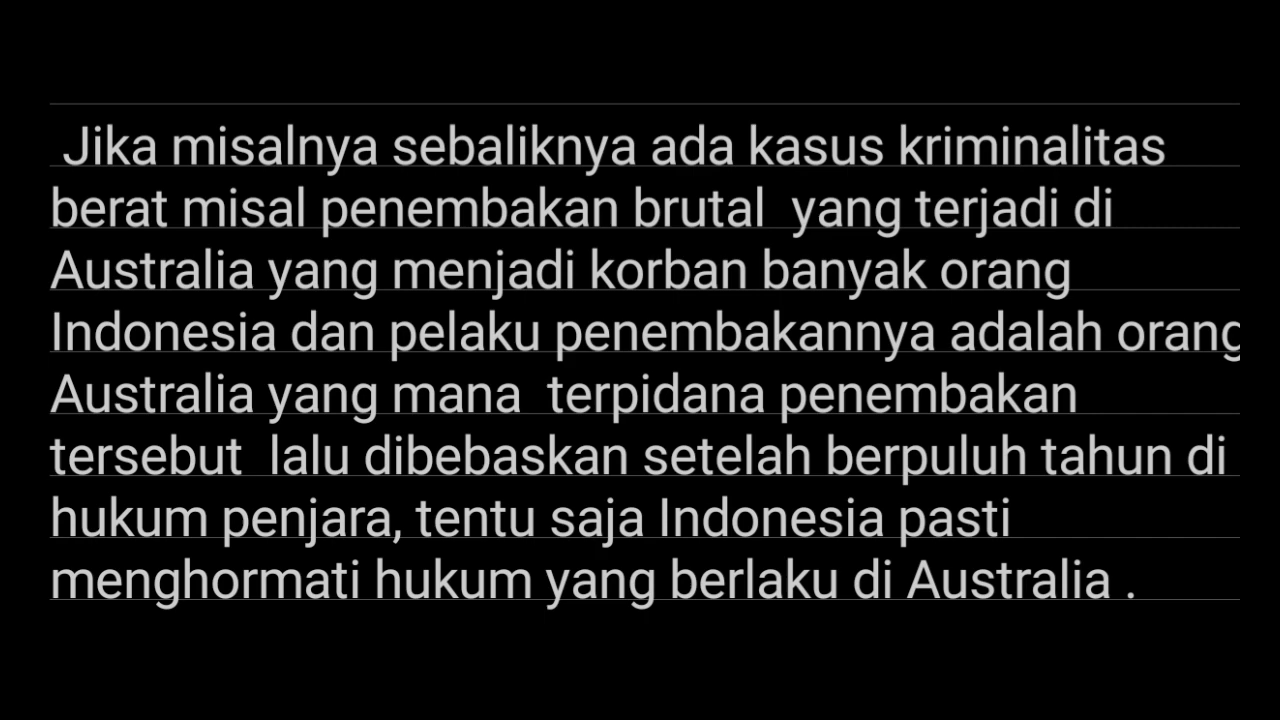 Jika misalnya sebaliknya ada kasus kriminalitas
berat misal penembakan brutal  yang terjadi di
Australia yang menjadi korban banyak orang
Indonesia dan pelaku penembakannya adalah orang
Australia yang mana  terpidana penembakan
tersebut  lalu dibebaskan setelah berpuluh tahun di
hukum penjara, tentu saja Indonesia pasti
menghormati hukum yang berlaku di Australia .